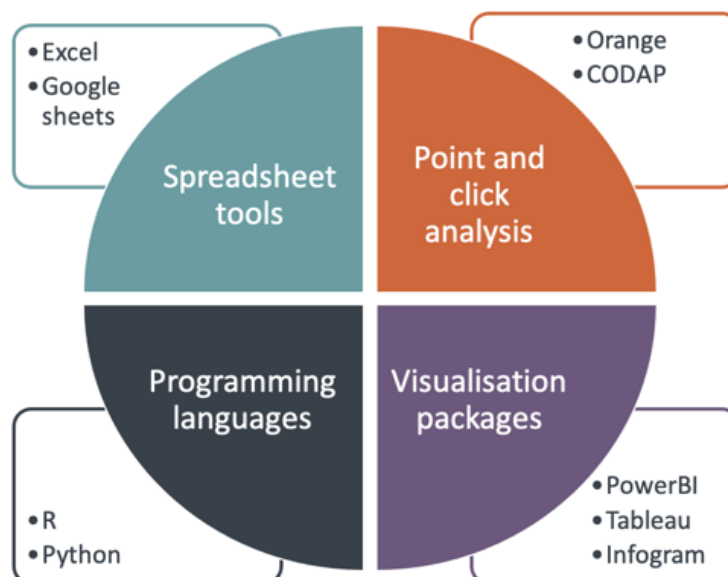 • Excel
• Google
sheets
Spreadsheet
tools
• Orange
• CODAP
Point and
click
analysis
Programming
languages
• R
• Python
Visualisation
packages
• PowerBI
• Tableau
• Infogram